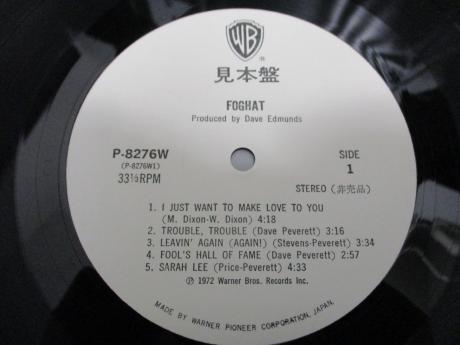 WB
®
見本盤
FOGHAT
Produced by Dave Edmunds
P-8276W
(P-8276W1)
33⅓RPM
SIDE
1
STEREO (非売品)
1. I JUST WANT TO MAKE LOVE TO YOU
(M. Dixon-W. Dixon) 4:18
2. TROUBLE, TROUBLE (Dave Peverett) 3:16
3. LEAVIN' AGAIN (AGAIN!) (Stevens-Peverett) 3:34
4. FOOL'S HALL OF FAME (Dave Peverett) 2:57
5. SARAH LEE (Price-Peverett) 4:33
Ⓟ 1972 Warner Bros. Records Inc.
MADE BY WARNER PIONEER CORPORATION, JAPAN.